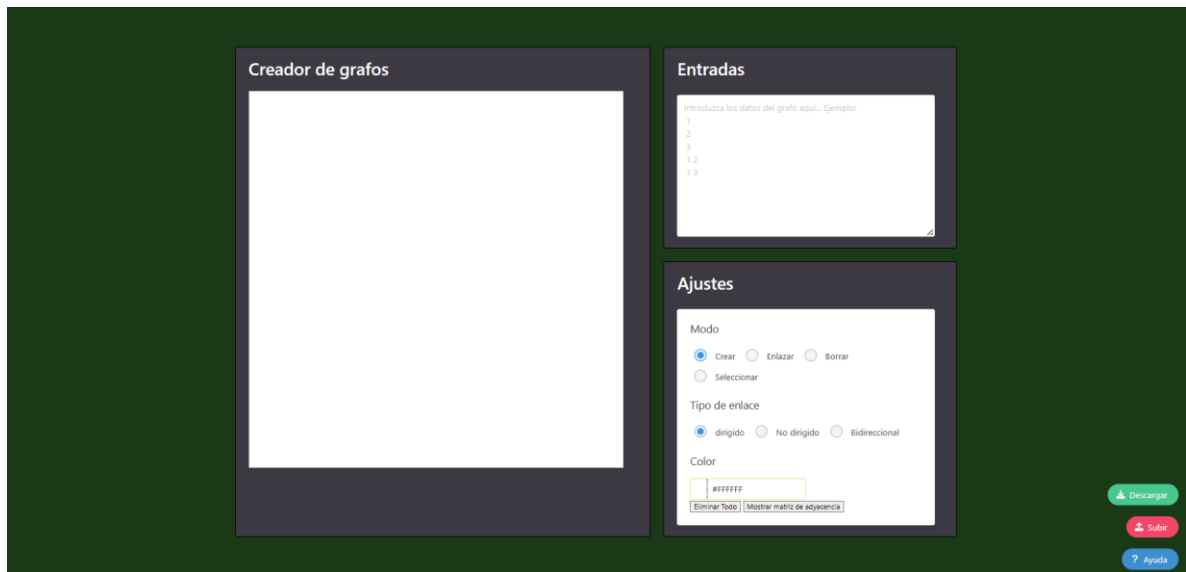 Creador de grafos
Entradas
Introduzca los datos del grafo aquí... Ejemplo:
1
2
3
1 2
1 3
Ajustes
Modo
Crear Enlazar Borrar
Seleccionar
Tipo de enlace
dirigido No dirigido Bidireccional
Color
#FFFFFF
Eliminar Todo Mostrar matriz de adyacencia
Descargar
Subir
? Ayuda